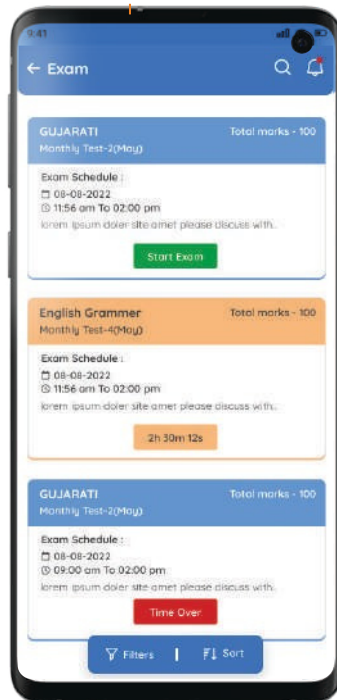 9:41
Exam
GUJARATI Total marks - 100
Monthly Test-2(May)
Exam Schedule :
08-08-2022
11:56 am To 02:00 pm
lorem ipsum doler site amet please discuss with..
Start Exam
English Grammer Total marks - 100
Monthly Test-4(May)
Exam Schedule :
08-08-2022
11:56 am To 02:00 pm
lorem ipsum doler site amet please discuss with..
2h 30m 12s
GUJARATI Total marks - 100
Monthly Test-2(May)
Exam Schedule :
08-08-2022
09:00 am To 02:00 pm
lorem ipsum doler site amet please discuss with..
Time Over
Filters | Sort